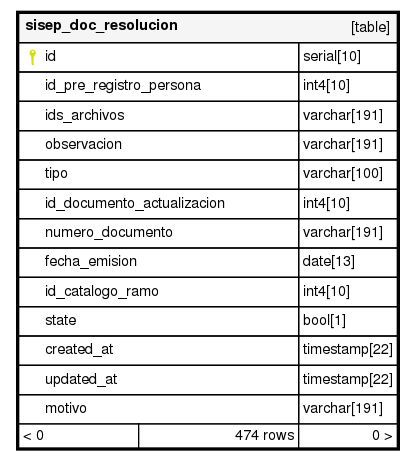 sisep_doc_resolucion [table]
id serial[10]
id_pre_registro_persona int4[10]
ids_archivos varchar[191]
observacion varchar[191]
tipo varchar[100]
id_documento_actualizacion int4[10]
numero_documento varchar[191]
fecha_emision date[13]
id_catalogo_ramo int4[10]
state bool[1]
created_at timestamp[22]
updated_at timestamp[22]
motivo varchar[191]
< 0 474 rows 0 >